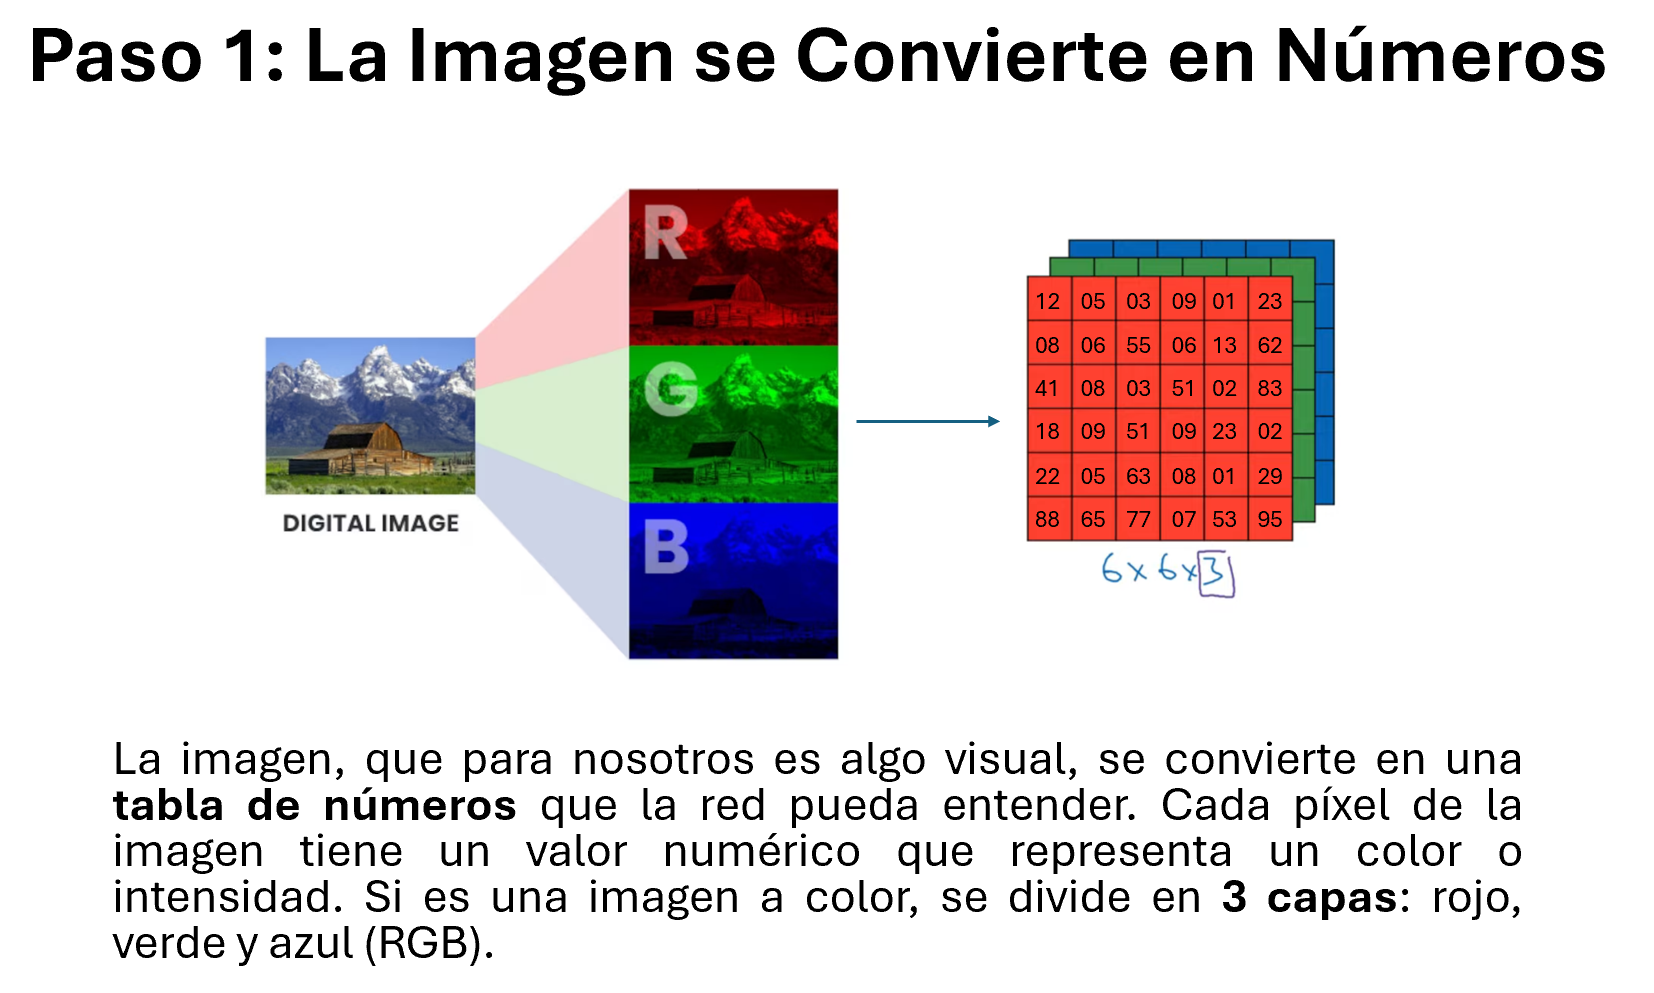 Paso 1: La Imagen se Convierte en Números
R
G
B
DIGITAL IMAGE
12 05 03 09 01 23
08 06 55 06 13 62
41 08 03 51 02 83
18 09 51 09 23 02
22 05 63 08 01 29
88 65 77 07 53 95
6 x 6 x 3
La imagen, que para nosotros es algo visual, se convierte en una
tabla de números que la red pueda entender. Cada píxel de la
imagen tiene un valor numérico que representa un color o
intensidad. Si es una imagen a color, se divide en 3 capas: rojo,
verde y azul (RGB).